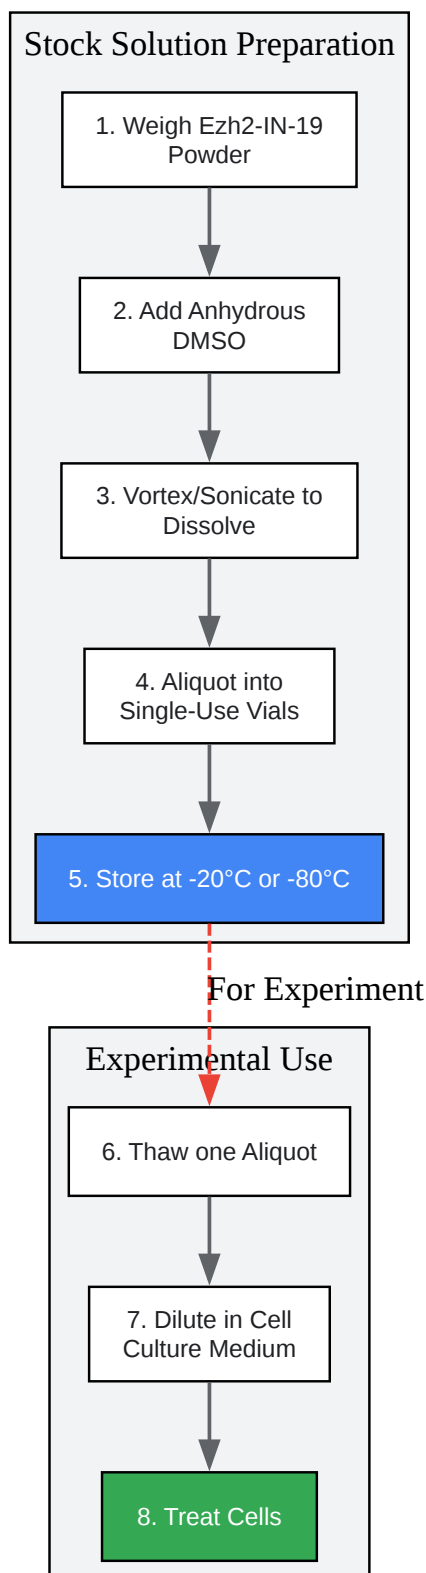 Stock Solution Preparation
1. Weigh Ezh2-IN-19
Powder
2. Add Anhydrous
DMSO
3. Vortex/Sonicate to
Dissolve
4. Aliquot into
Single-Use Vials
5. Store at -20°C or -80°C
For Experiment
Experimental Use
6. Thaw one Aliquot
7. Dilute in Cell
Culture Medium
8. Treat Cells